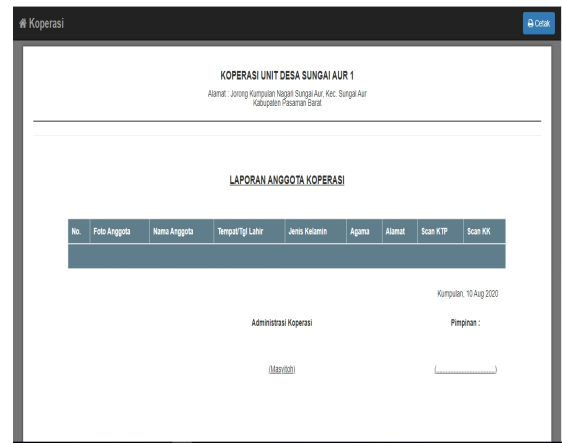 Koperasi
Cetak
KOPERASI UNIT DESA SUNGAI AUR 1
Alamat : Jorong Kumpulan Nagari Sungai Aur, Kec. Sungai Aur
Kabupaten Pasaman Barat
LAPORAN ANGGOTA KOPERASI
No. Foto Anggota Nama Anggota Tempat/Tgl Lahir Jenis Kelamin Agama Alamat Scan KTP Scan KK
Kumpulan, 10 Aug 2020
Administrasi Koperasi Pimpinan :
(Masyitoh) (..............................)